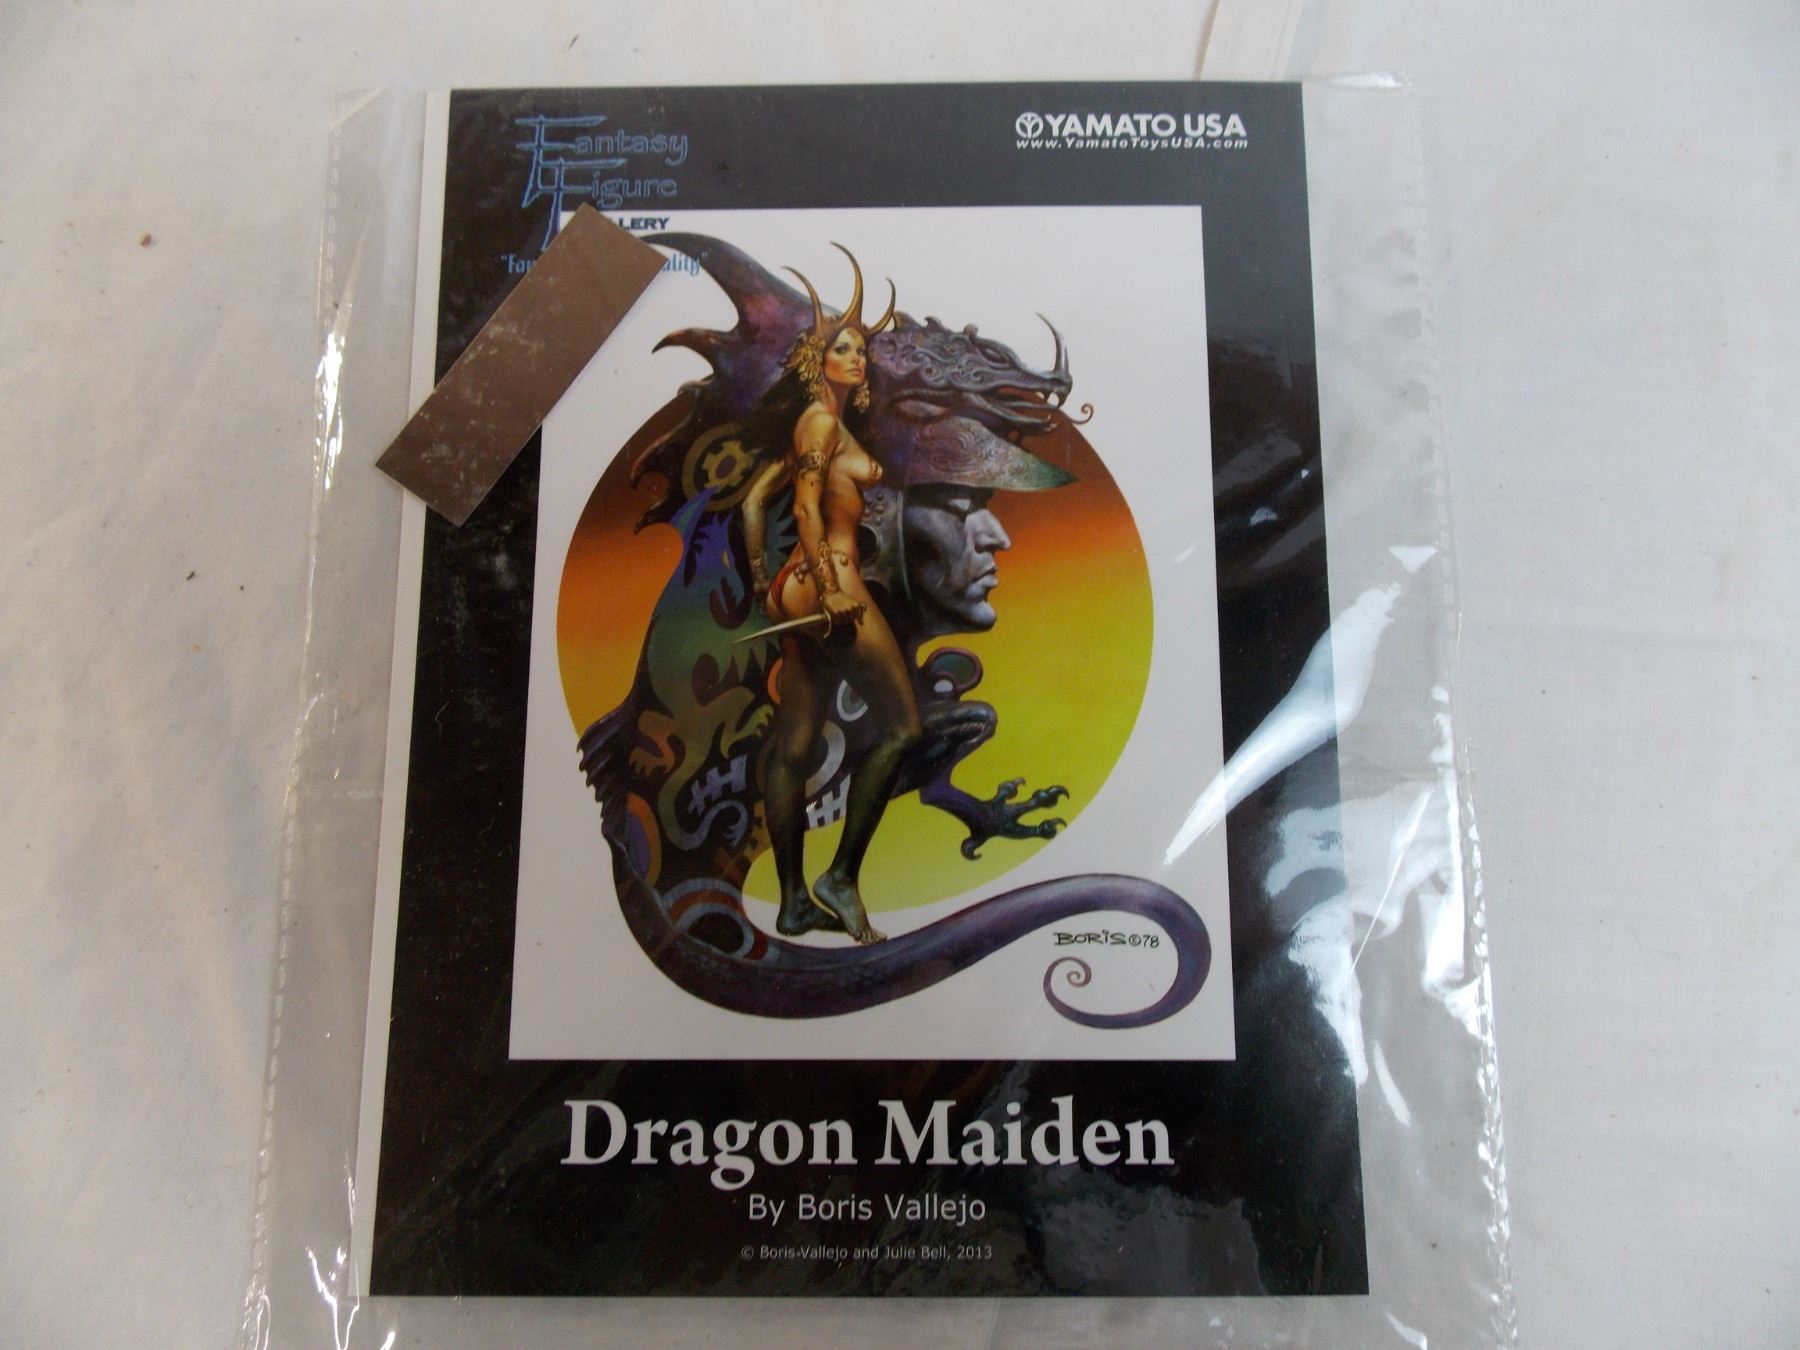 Fantasy
Figure
LERY
YAMATO USA
www.YamatoToysUSA.com
BORIS©78
Dragon Maiden
By Boris Vallejo
© Boris-Vallejo and Julie Bell, 2013